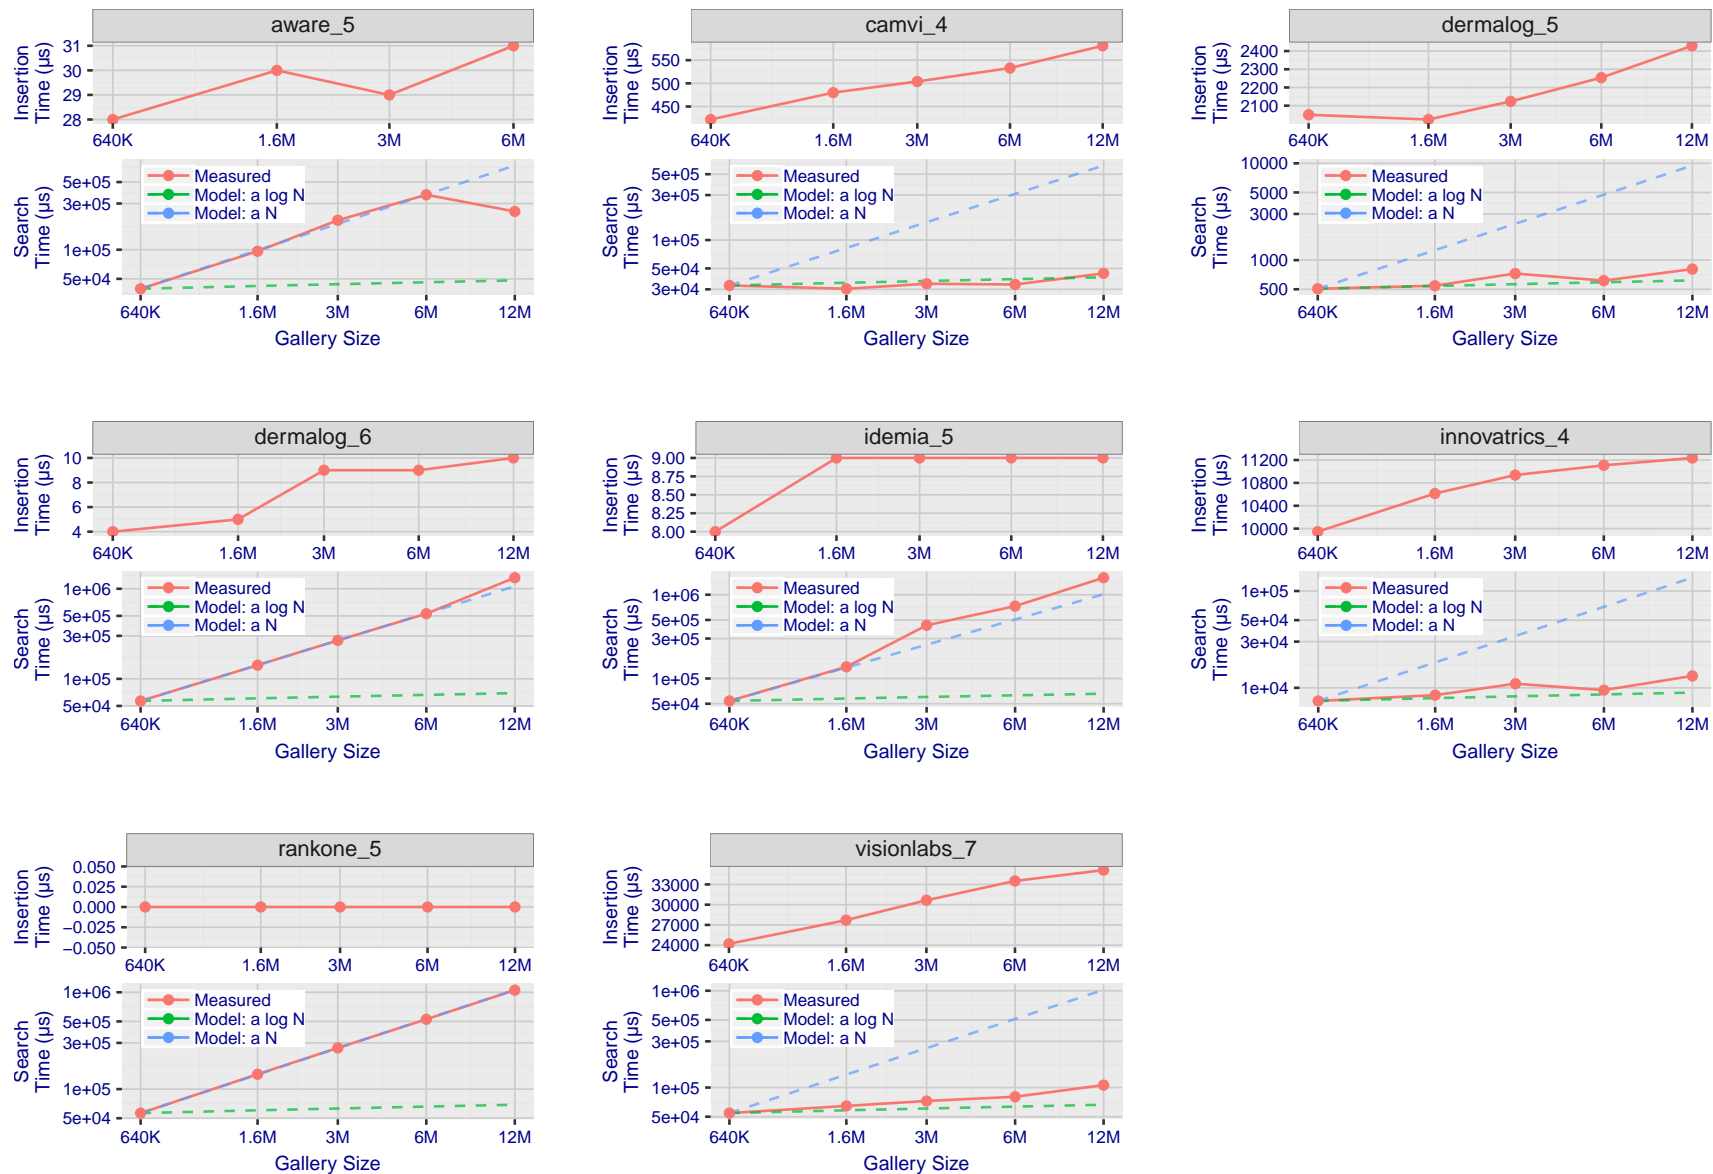 aware_5
Insertion
Time (µs)
31
30
29
28
640K
1.6M
3M
6M
Search
Time (µs)
5e+05
3e+05
1e+05
5e+04
Measured
Model: a log N
Model: a N
640K
1.6M
3M
6M
12M
Gallery Size
camvi_4
Insertion
Time (µs)
550
500
450
640K
1.6M
3M
6M
12M
Search
Time (µs)
5e+05
3e+05
1e+05
5e+04
3e+04
Measured
Model: a log N
Model: a N
640K
1.6M
3M
6M
12M
Gallery Size
dermalog_5
Insertion
Time (µs)
2400
2300
2200
2100
640K
1.6M
3M
6M
12M
Search
Time (µs)
10000
5000
3000
1000
500
Measured
Model: a log N
Model: a N
640K
1.6M
3M
6M
12M
Gallery Size
dermalog_6
Insertion
Time (µs)
10
8
6
4
640K
1.6M
3M
6M
12M
Search
Time (µs)
1e+06
5e+05
3e+05
1e+05
5e+04
Measured
Model: a log N
Model: a N
640K
1.6M
3M
6M
12M
Gallery Size
idemia_5
Insertion
Time (µs)
9.00
8.75
8.50
8.25
8.00
640K
1.6M
3M
6M
12M
Search
Time (µs)
1e+06
5e+05
3e+05
1e+05
5e+04
Measured
Model: a log N
Model: a N
640K
1.6M
3M
6M
12M
Gallery Size
innovatrics_4
Insertion
Time (µs)
11200
10800
10400
10000
640K
1.6M
3M
6M
12M
Search
Time (µs)
1e+05
5e+04
3e+04
1e+04
Measured
Model: a log N
Model: a N
640K
1.6M
3M
6M
12M
Gallery Size
rankone_5
Insertion
Time (µs)
0.050
0.025
0.000
−0.025
−0.050
640K
1.6M
3M
6M
12M
Search
Time (µs)
1e+06
5e+05
3e+05
1e+05
5e+04
Measured
Model: a log N
Model: a N
640K
1.6M
3M
6M
12M
Gallery Size
visionlabs_7
Insertion
Time (µs)
33000
30000
27000
24000
640K
1.6M
3M
6M
12M
Search
Time (µs)
1e+06
5e+05
3e+05
1e+05
5e+04
Measured
Model: a log N
Model: a N
640K
1.6M
3M
6M
12M
Gallery Size